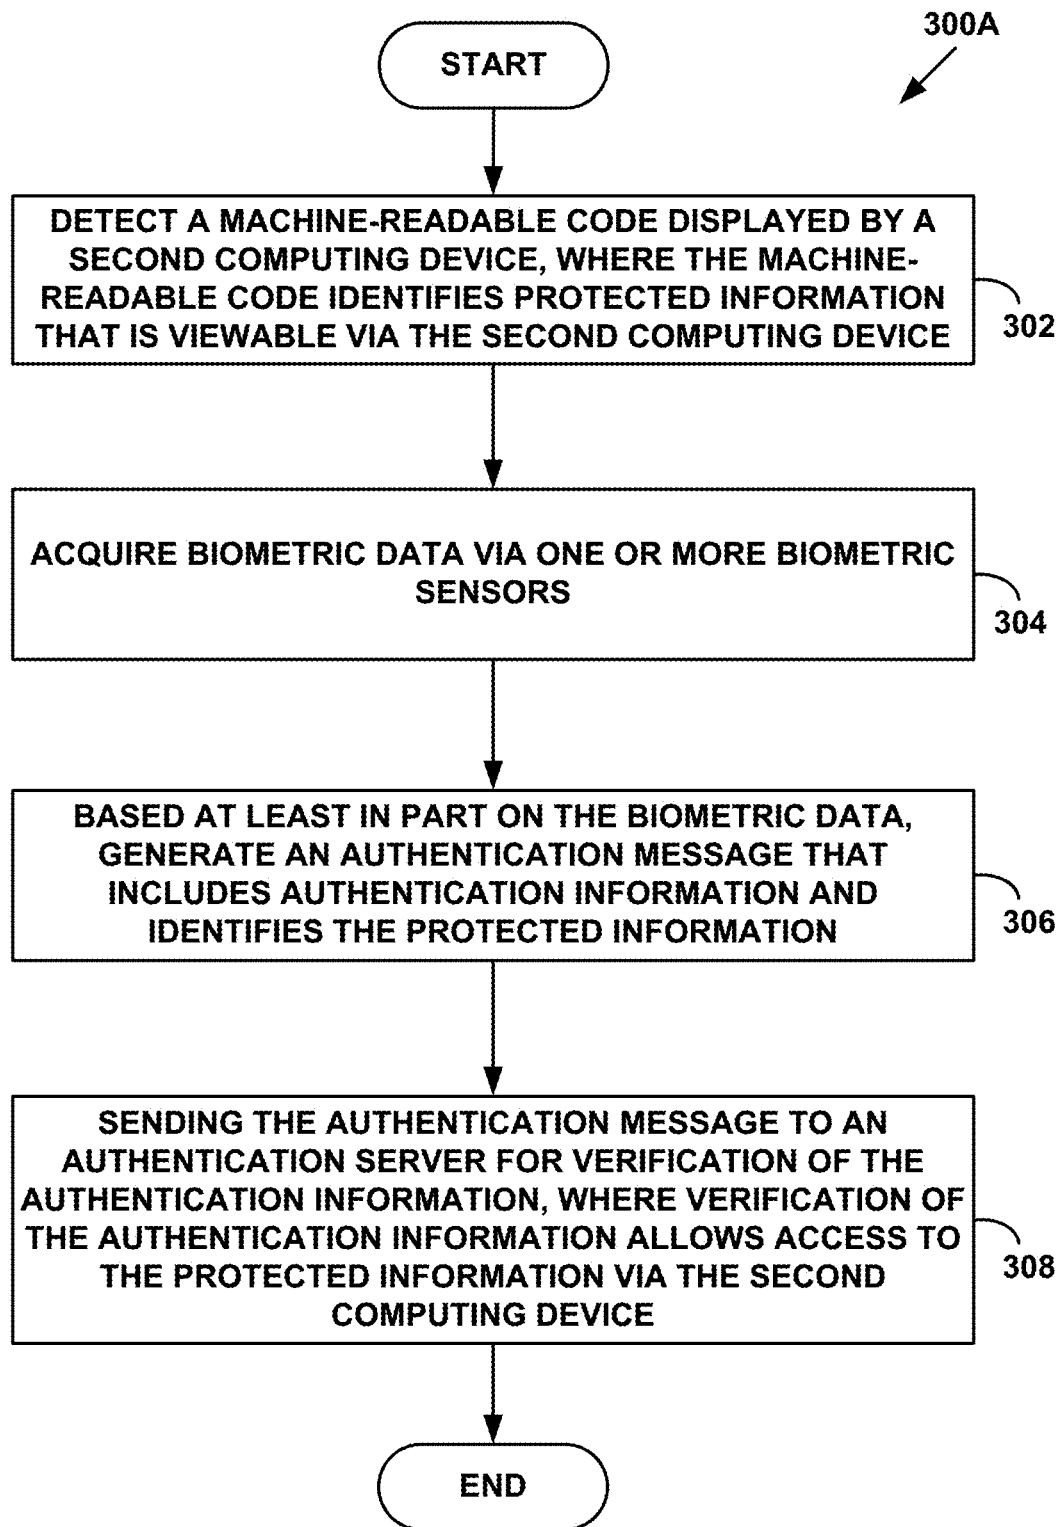 300A
START
DETECT A MACHINE-READABLE CODE DISPLAYED BY A
SECOND COMPUTING DEVICE, WHERE THE MACHINE-
READABLE CODE IDENTIFIES PROTECTED INFORMATION
THAT IS VIEWABLE VIA THE SECOND COMPUTING DEVICE
302
ACQUIRE BIOMETRIC DATA VIA ONE OR MORE BIOMETRIC
SENSORS
304
BASED AT LEAST IN PART ON THE BIOMETRIC DATA,
GENERATE AN AUTHENTICATION MESSAGE THAT
INCLUDES AUTHENTICATION INFORMATION AND
IDENTIFIES THE PROTECTED INFORMATION
306
SENDING THE AUTHENTICATION MESSAGE TO AN
AUTHENTICATION SERVER FOR VERIFICATION OF THE
AUTHENTICATION INFORMATION, WHERE VERIFICATION OF
THE AUTHENTICATION INFORMATION ALLOWS ACCESS TO
THE PROTECTED INFORMATION VIA THE SECOND
COMPUTING DEVICE
308
END